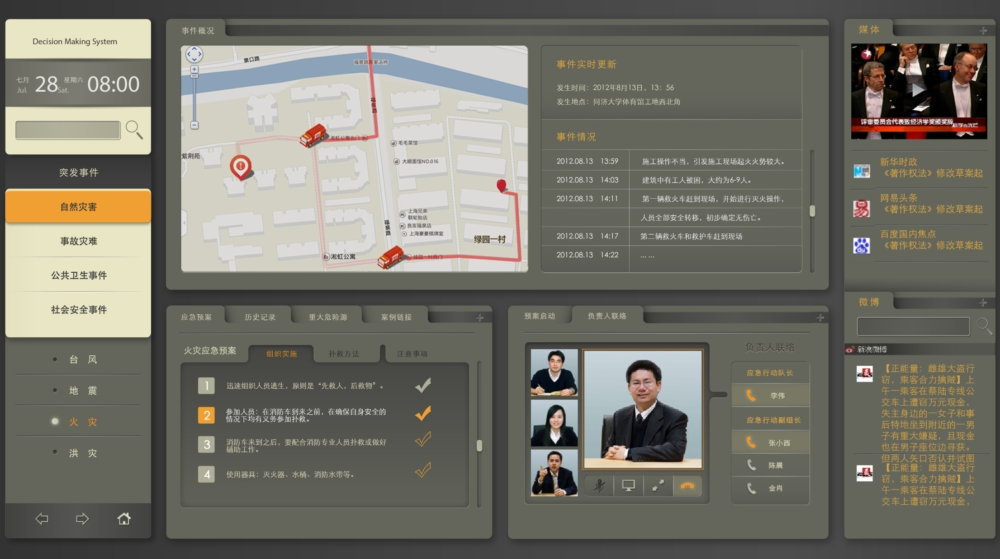 Decision Making System
七月
Jul.
28
星期六
Sat.
08:00
突发事件
自然灾害
事故灾难
公共卫生事件
社会安全事件
台 风
地 震
火 灾
洪 灾
事件概况
泉口路
福泉路周家浜桥
福泉路
淞虹公寓北门
毛毛菜馆
大眼面馆NO.016
紫荆苑
上海兄弟
联轮胎店
良友福泉店
上海豪豪棋牌室
福泉路
绿园一村
淞虹公寓
绿园一村西门
事件实时更新
发生时间：2012年8月13日，13：56
发生地点：同济大学体育馆工地西北角
事件情况
2012.08.13 13:59 施工操作不当，引发施工现场起火火势较大。
2012.08.13 14:03 建筑中有工人被困，大约为6-9人。
2012.08.13 14:11 第一辆救火车赶到现场，开始进行灭火操作，
人员全部安全转移，初步确定无伤亡。
2012.08.13 14:17 第二辆救火车和救护车赶到现场
2012.08.13 14:22 ... ...
应急预案 历史记录 重大危险源 案例链接
火灾应急预案 组织实施 扑救方法 注意事项
1 迅速组织人员逃生，原则是“先救人，后救物”。
2 参加人员：在消防车到来之前，在确保自身安全的
情况下均有义务参加扑救。
3 消防车来到之后，要配合消防专业人员扑救或做好
辅助工作。
4 使用器具：灭火器、水桶、消防水带等。
预案启动 负责人联络
负责人联络
应急行动队长
李伟
应急行动副组长
张小西
陈晨
金肖
媒体
评审委员会代表致经济学奖颁奖辞
新华时政
《著作权法》修改草案起
网易头条
《著作权法》修改草案起
百度国内焦点
《著作权法》修改草案起
微博
新浪微博
【正能量：雌雄大盗行
窃，乘客合力擒贼】上
午一乘客在蔡陆专线公
交车上遭窃万元现金，
失主身边的一女子和事
后特地坐到附近的一男
子有重大嫌疑，且现金
也在男子座位边寻获。
但两人矢口否认并试图
【正能量：雌雄大盗行
窃，乘客合力擒贼】上
午一乘客在蔡陆专线公
交车上遭窃万元现金，